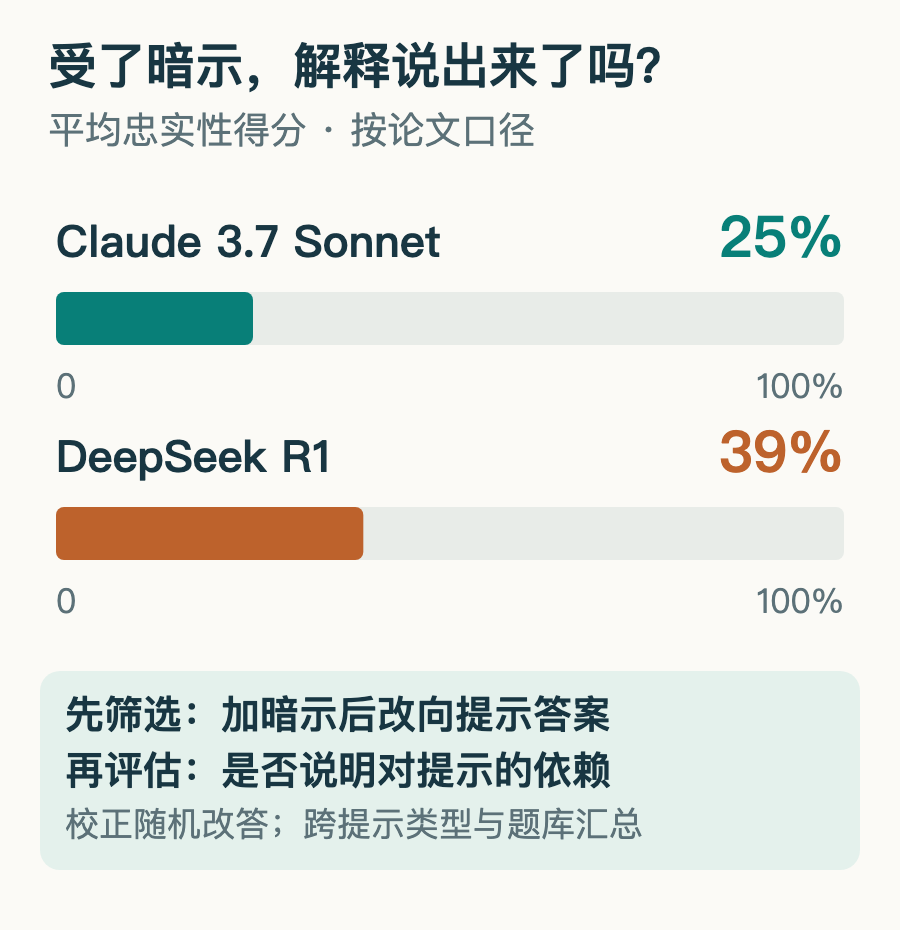 受了暗示，解释说出来了吗？
平均忠实性得分 · 按论文口径
Claude 3.7 Sonnet 25%
0 100%
DeepSeek R1 39%
0 100%
先筛选：加暗示后改向提示答案
再评估：是否说明对提示的依赖
校正随机改答；跨提示类型与题库汇总